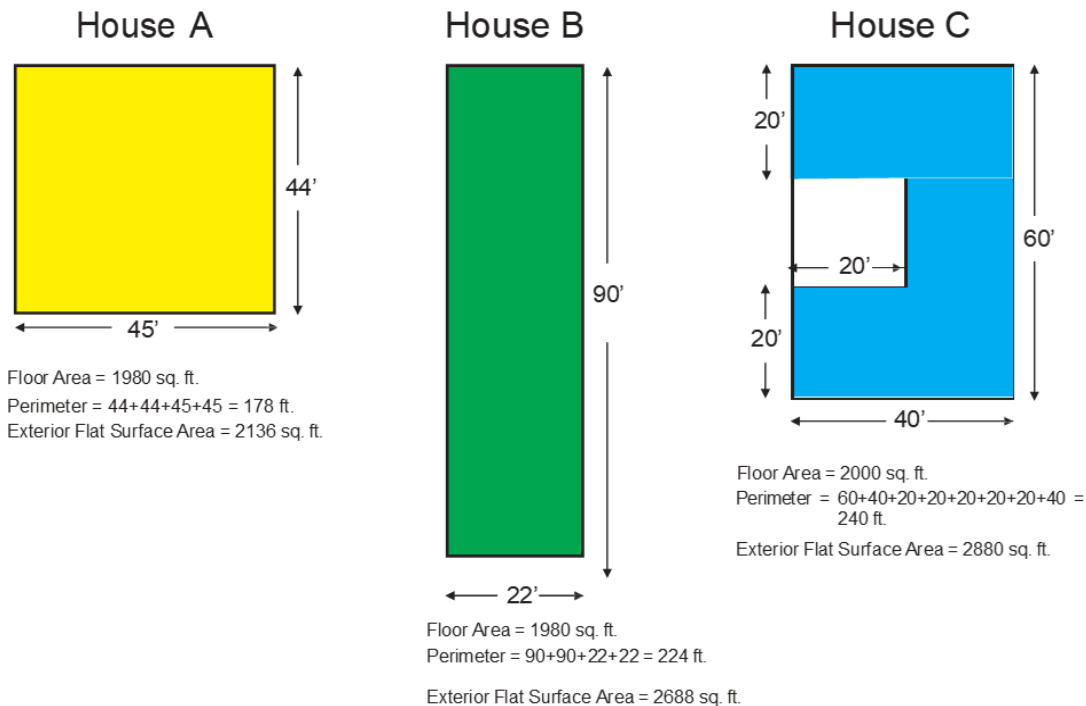 House A
44’
45’
Floor Area = 1980 sq. ft.
Perimeter = 44+44+45+45 = 178 ft.
Exterior Flat Surface Area = 2136 sq. ft.
House B
90’
22’
Floor Area = 1980 sq. ft.
Perimeter = 90+90+22+22 = 224 ft.
Exterior Flat Surface Area = 2688 sq. ft.
House C
20’
60’
20’
20’
40’
Floor Area = 2000 sq. ft.
Perimeter = 60+40+20+20+20+20+20+40 =
240 ft.
Exterior Flat Surface Area = 2880 sq. ft.